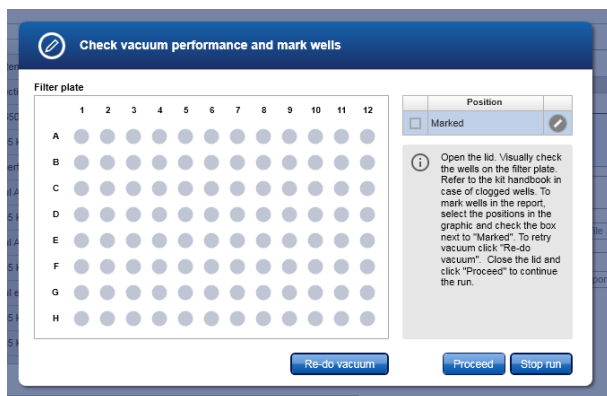 Check vacuum performance and mark wells
Filter plate
1 2 3 4 5 6 7 8 9 10 11 12
A
B
C
D
E
F
G
H
Position
Marked
Open the lid. Visually check
the wells on the filter plate.
Refer to the kit handbook in
case of clogged wells. To
mark wells in the report,
select the positions in the
graphic and check the box
next to "Marked". To retry
vacuum click "Re-do
vacuum". Close the lid and
click "Proceed" to continue
the run.
Re-do vacuum
Proceed
Stop run